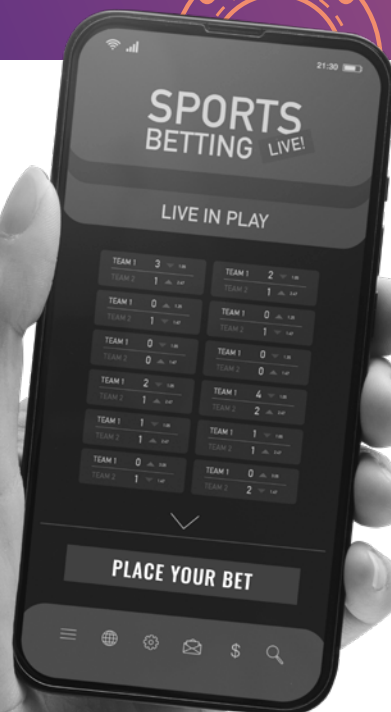 21:30
SPORTS
BETTING LIVE!
LIVE IN PLAY
TEAM 1 3
TEAM 2 1
TEAM 1 2
TEAM 2 1
TEAM 1 0
TEAM 2 1
TEAM 1 0
TEAM 2 1
TEAM 1 0
TEAM 2 0
TEAM 1 0
TEAM 2 0
TEAM 1 2
TEAM 2 1
TEAM 1 4
TEAM 2 2
TEAM 1 1
TEAM 2 1
TEAM 1 1
TEAM 2 1
TEAM 1 0
TEAM 2 1
TEAM 1 0
TEAM 2 2
PLACE YOUR BET
$